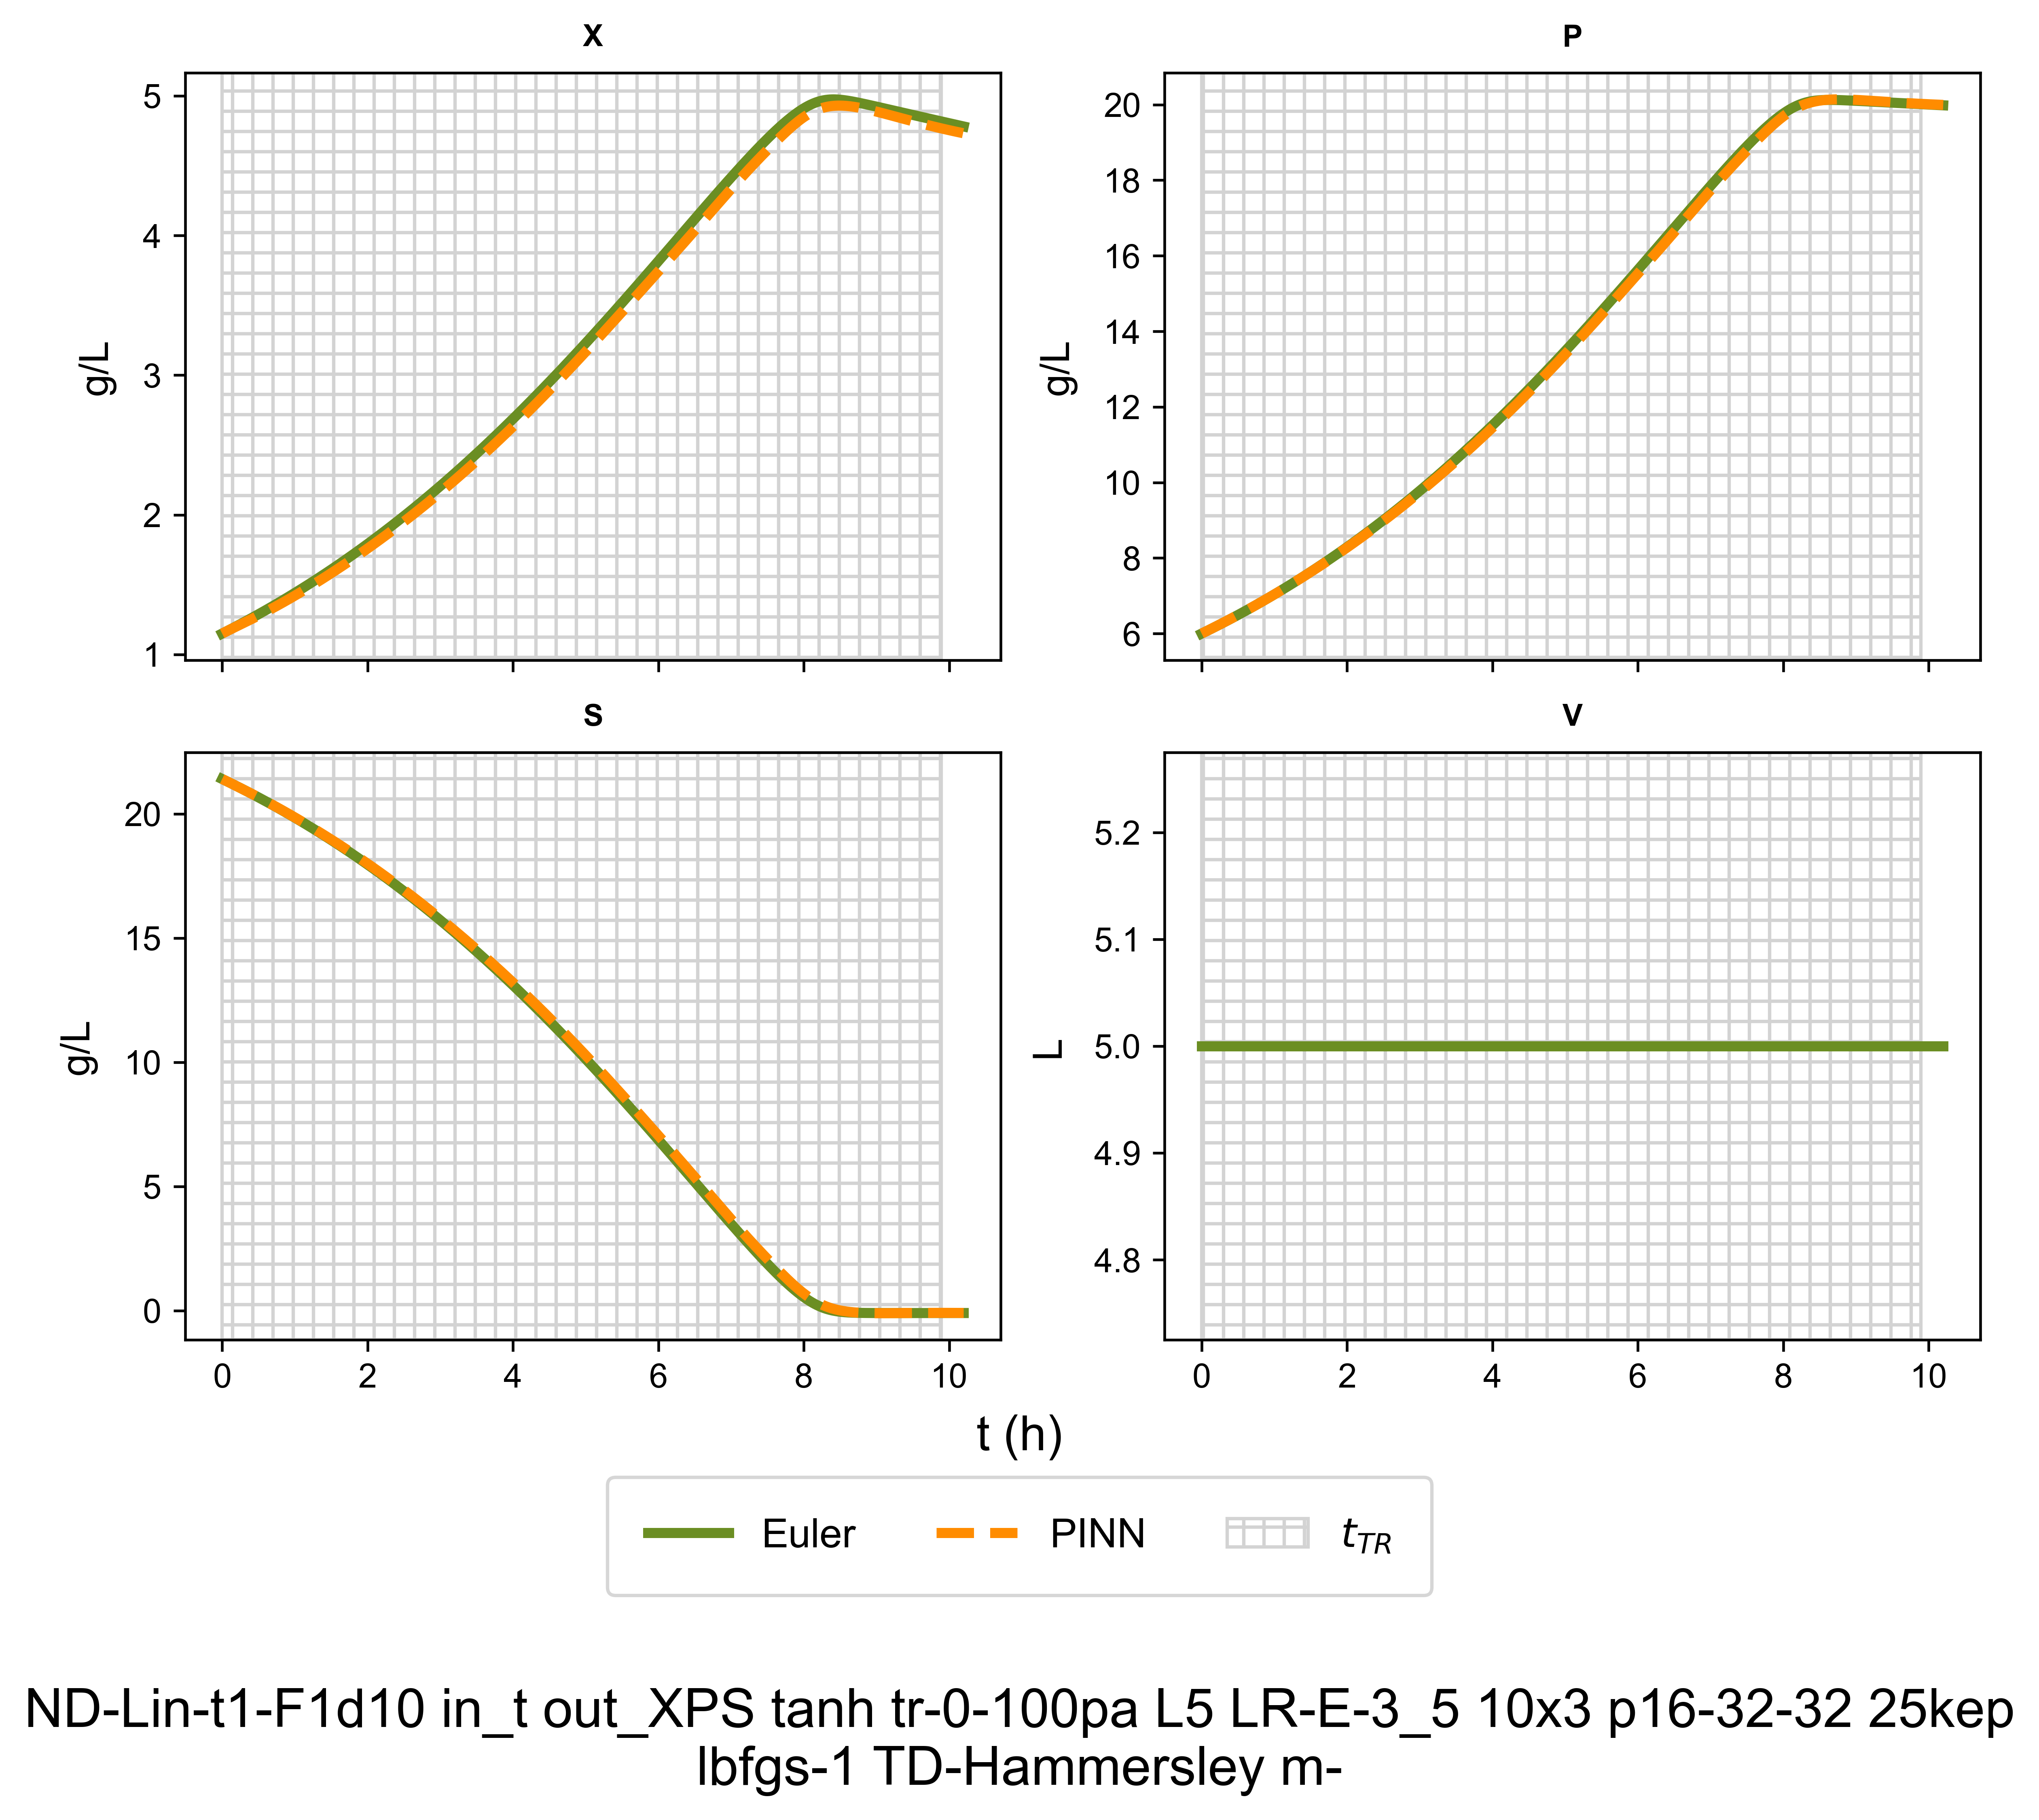 X
P
5
4
3
2
1
g/L
20
18
16
14
12
10
8
6
g/L
S
V
20
15
10
5
0
g/L
0 2 4 6 8 10
5.2
5.1
5.0
4.9
4.8
L
0 2 4 6 8 10
t (h)
Euler PINN t_TR
ND-Lin-t1-F1d10 in_t out_XPS tanh tr-0-100pa L5 LR-E-3_5 10x3 p16-32-32 25kep
lbfgs-1 TD-Hammersley m-